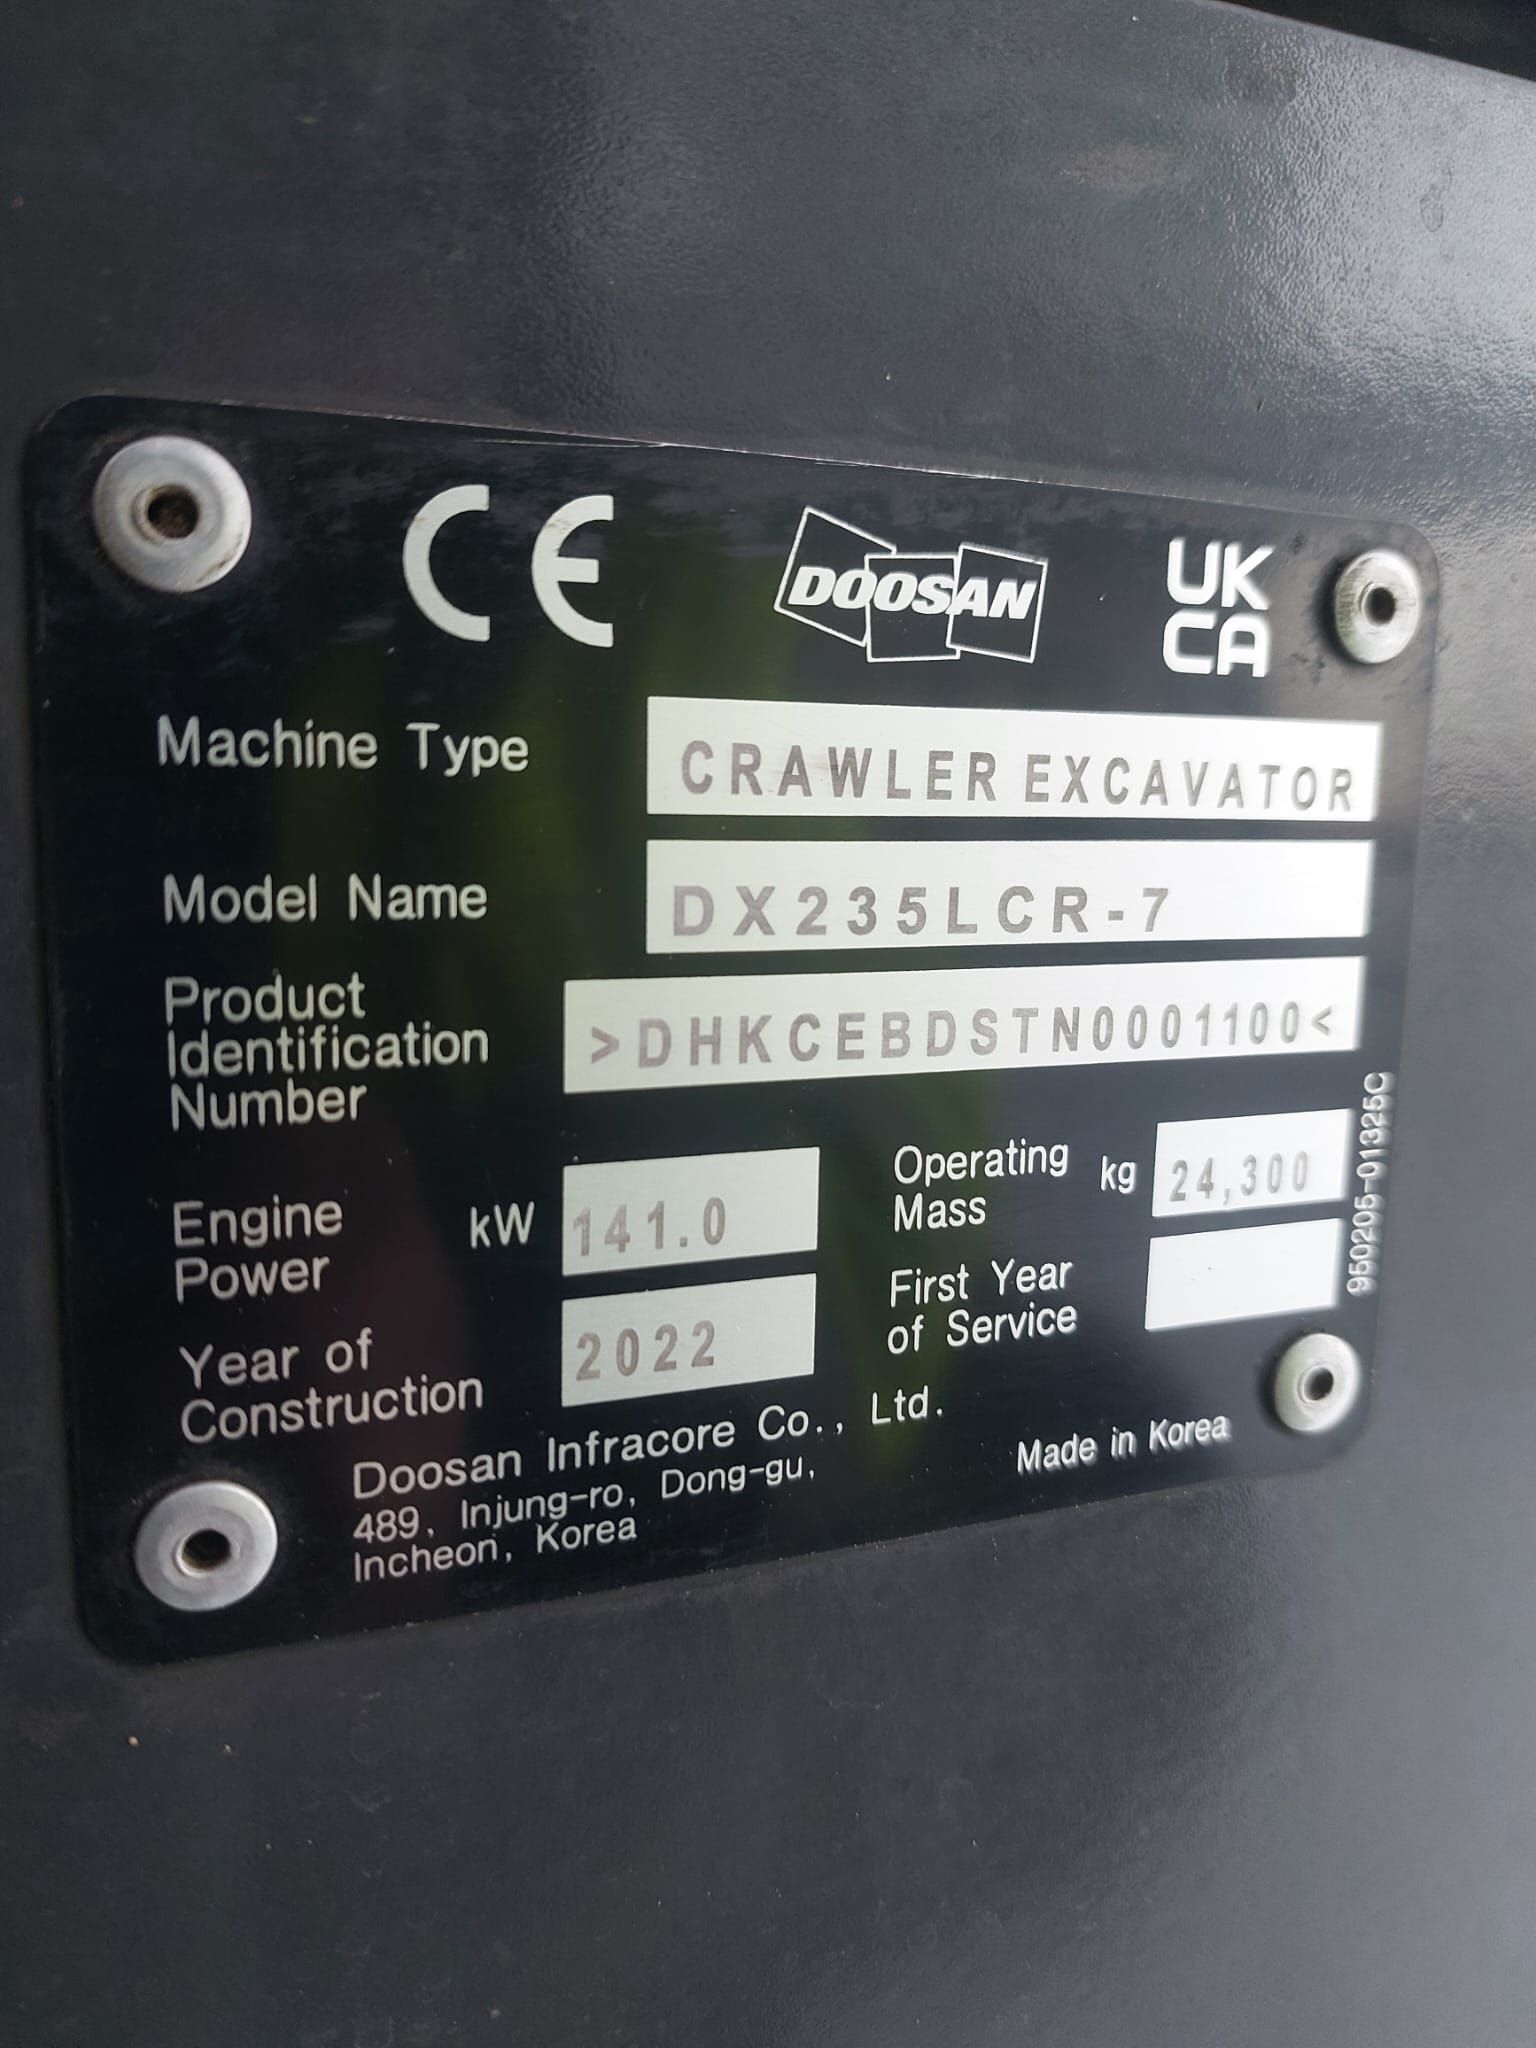 CE
DOOSAN
UK
CA
Machine Type CRAWLER EXCAVATOR
Model Name DX235LCR-7
Product
Identification
Number
>DHKCEBDSTN0001100<
Engine
Power
kW 141.0
Operating
Mass
kg 24,300
Year of
Construction
2022
First Year
of Service
Doosan Infracore Co., Ltd.
489, Injung-ro, Dong-gu,
Incheon, Korea
Made in Korea
950205-01325C